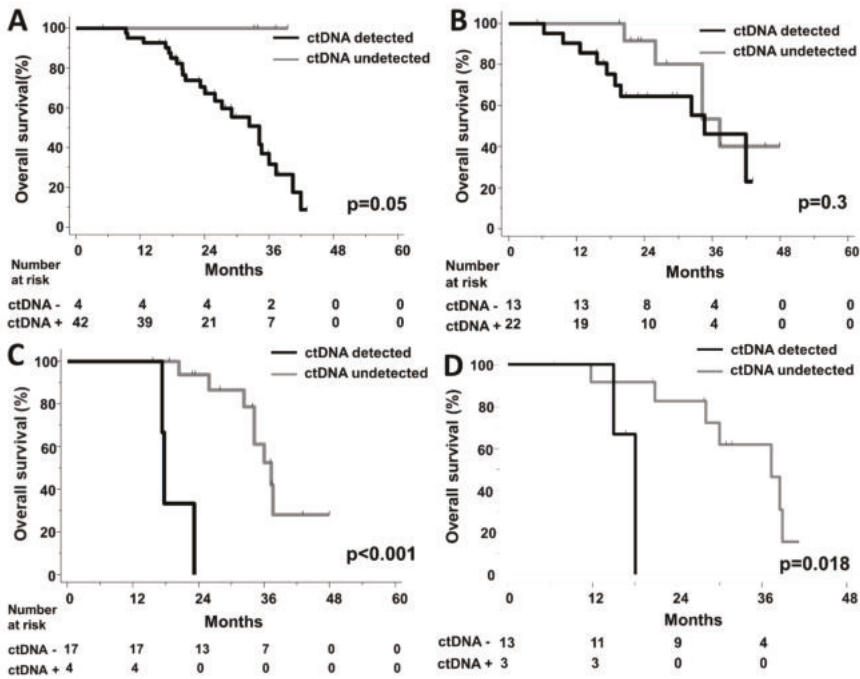 A
ctDNA detected
ctDNA undetected
Overall survival(%)
100
80
60
40
20
0
p=0.05
0 12 24 36 48 60
Months
Number
at risk
ctDNA - 4 4 4 2 0 0
ctDNA + 42 39 21 7 0 0
B
ctDNA detected
ctDNA undetected
Overall survival (%)
100
80
60
40
20
0
p=0.3
0 12 24 36 48 60
Months
Number
at risk
ctDNA - 13 13 8 4 0 0
ctDNA + 22 19 10 4 0 0
C
ctDNA detected
ctDNA undetected
Overall survival (%)
100
80
60
40
20
0
p<0.001
0 12 24 36 48 60
Months
Number
at risk
ctDNA - 17 17 13 7 0 0
ctDNA + 4 4 0 0 0 0
D
ctDNA detected
ctDNA undetected
Overall survival (%)
100
80
60
40
20
0
p=0.018
0 12 24 36 48
Months
ctDNA - 13 11 9 4
ctDNA + 3 3 0 0